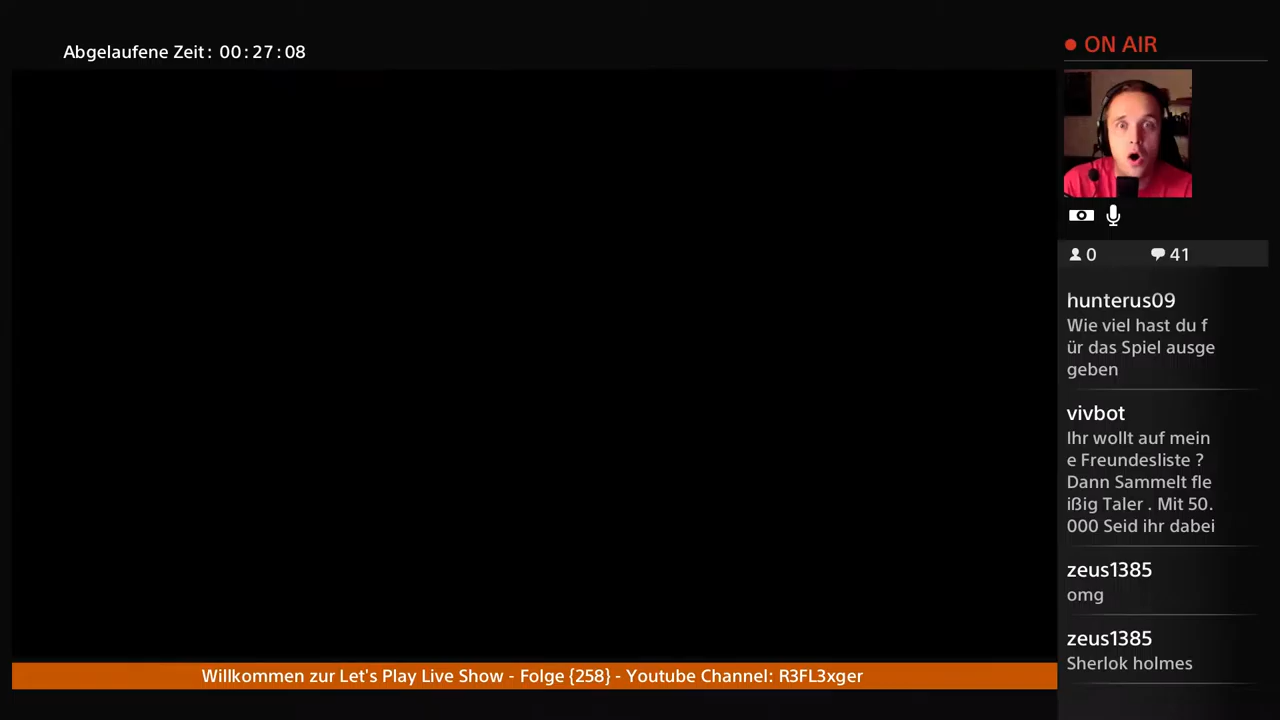 Abgelaufene Zeit: 00:27:08
ON AIR
0 41
hunterus09
Wie viel hast du f
ür das Spiel ausge
geben
vivbot
Ihr wollt auf mein
e Freundesliste ?
Dann Sammelt fle
ißig Taler . Mit 50.
000 Seid ihr dabei
zeus1385
omg
zeus1385
Sherlok holmes
Willkommen zur Let's Play Live Show - Folge {258} - Youtube Channel: R3FL3xger